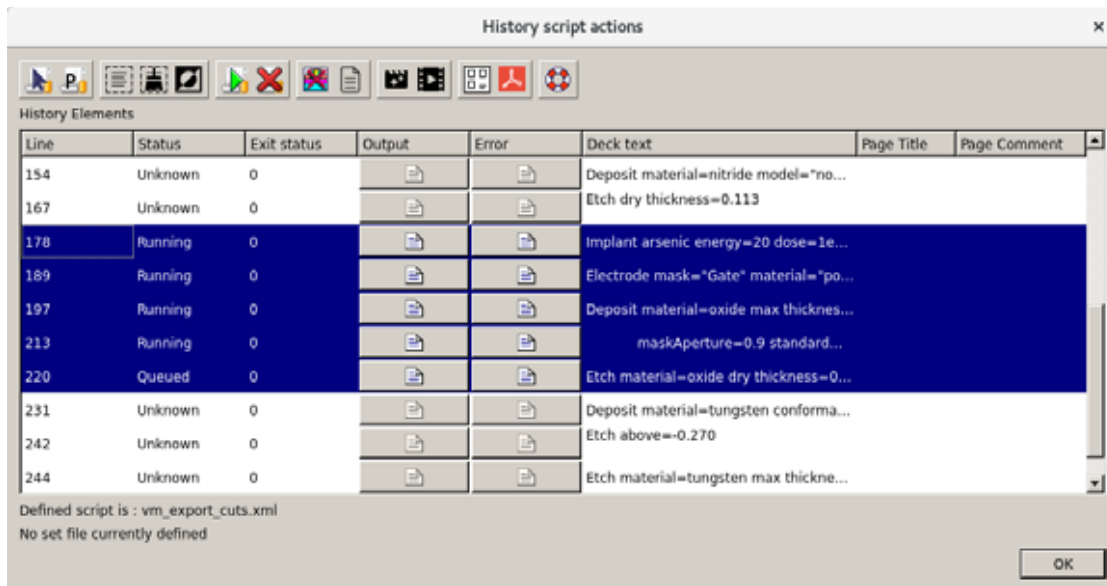 History script actions
P
History Elements
Line Status Exit status Output Error Deck text Page Title Page Comment
154 Unknown 0 Deposit material=nitride model="no...
167 Unknown 0 Etch dry thickness=0.113
178 Running 0 Implant arsenic energy=20 dose=1e...
189 Running 0 Electrode mask="Gate" material="po...
197 Running 0 Deposit material=oxide max thicknes...
213 Running 0 maskAperture=0.9 standard...
220 Queued 0 Etch material=oxide dry thickness=0...
231 Unknown 0 Deposit material=tungsten conforma...
242 Unknown 0 Etch above=-0.270
244 Unknown 0 Etch material=tungsten max thickne...
Defined script is : vm_export_cuts.xml
No set file currently defined
OK